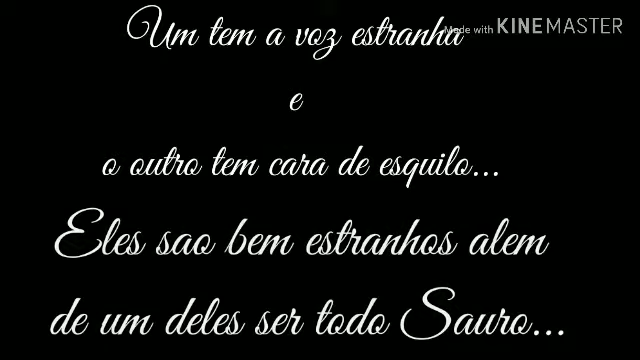 Um tem a voz estranha
Made with KINEMASTER
e
o outro tem cara de esquilo...
Eles sao bem estranhos alem
de um deles ser todo Sauro...